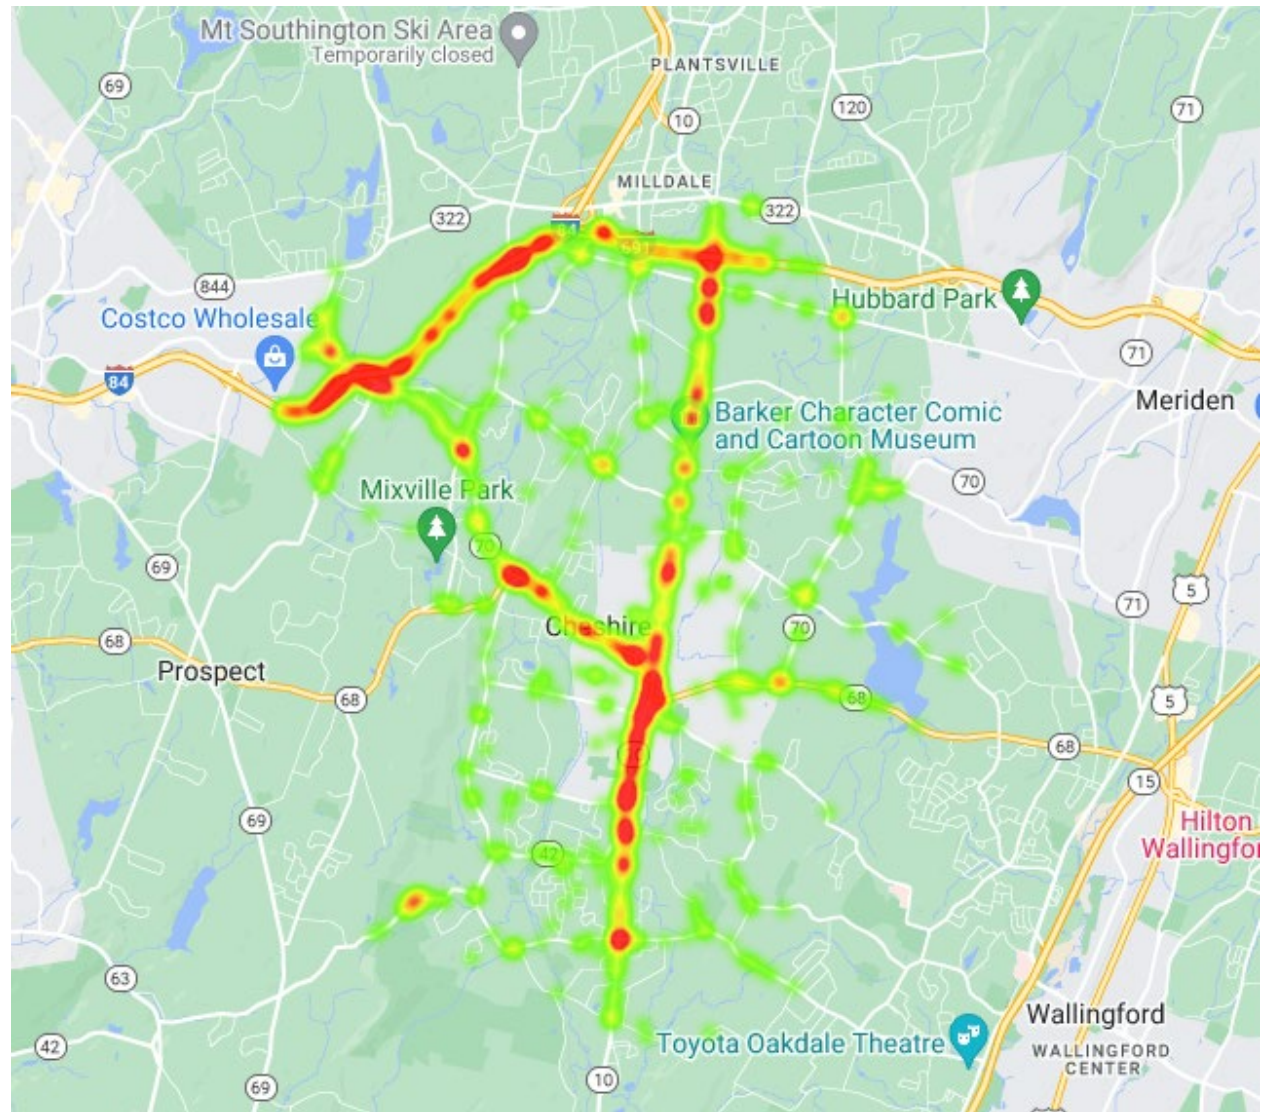 Mt Southington Ski Area
Temporarily closed
PLANTSVILLE
69
10
120
71
MILLDALE
322
322
84
691
844
Hubbard Park
Costco Wholesale
71
84
Meriden
Barker Character Comic
and Cartoon Museum
70
Mixville Park
70
69
5
71
68
Cheshire
70
Prospect
68
68
5
68
10
15
69
Hilton
Wallingfor
42
63
Wallingford
Toyota Oakdale Theatre
42
WALLINGFORD
CENTER
10
69